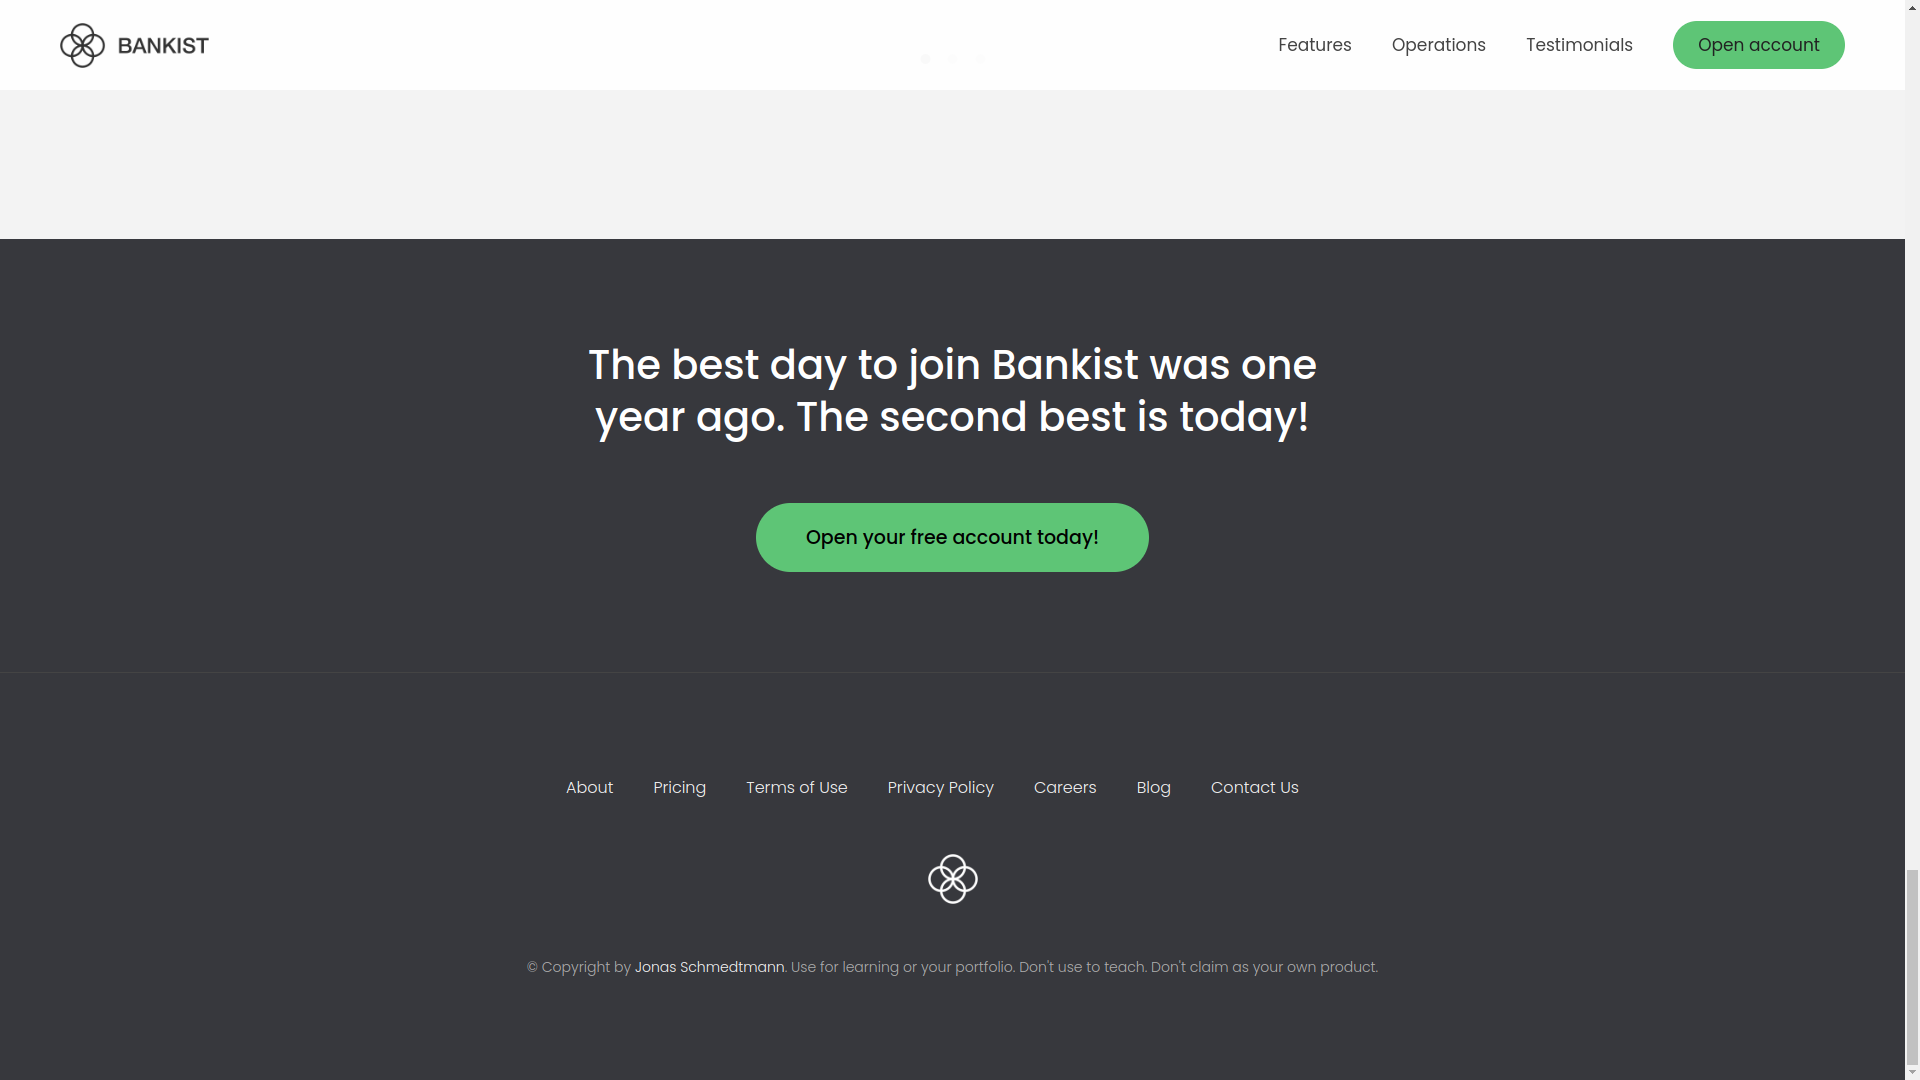 BANKIST
Features Operations Testimonials Open account
The best day to join Bankist was one
year ago. The second best is today!
Open your free account today!
About Pricing Terms of Use Privacy Policy Careers Blog Contact Us
© Copyright by Jonas Schmedtmann. Use for learning or your portfolio. Don't use to teach. Don't claim as your own product.